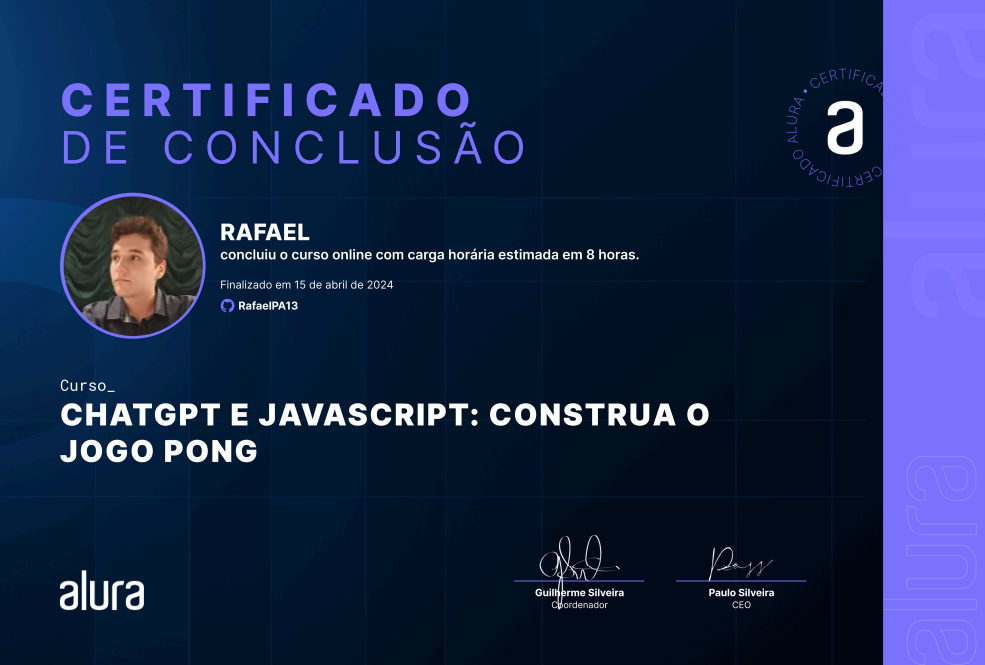 CERTIFICADO
DE CONCLUSÃO
CERTIFICADO ALURA • CERTIFICA
a
RAFAEL
concluiu o curso online com carga horária estimada em 8 horas.
Finalizado em 15 de abril de 2024
RafaelPA13
Curso_
CHATGPT E JAVASCRIPT: CONSTRUA O
JOGO PONG
alura
Guilherme Silveira
Coordenador
Paulo Silveira
CEO
alura
alura